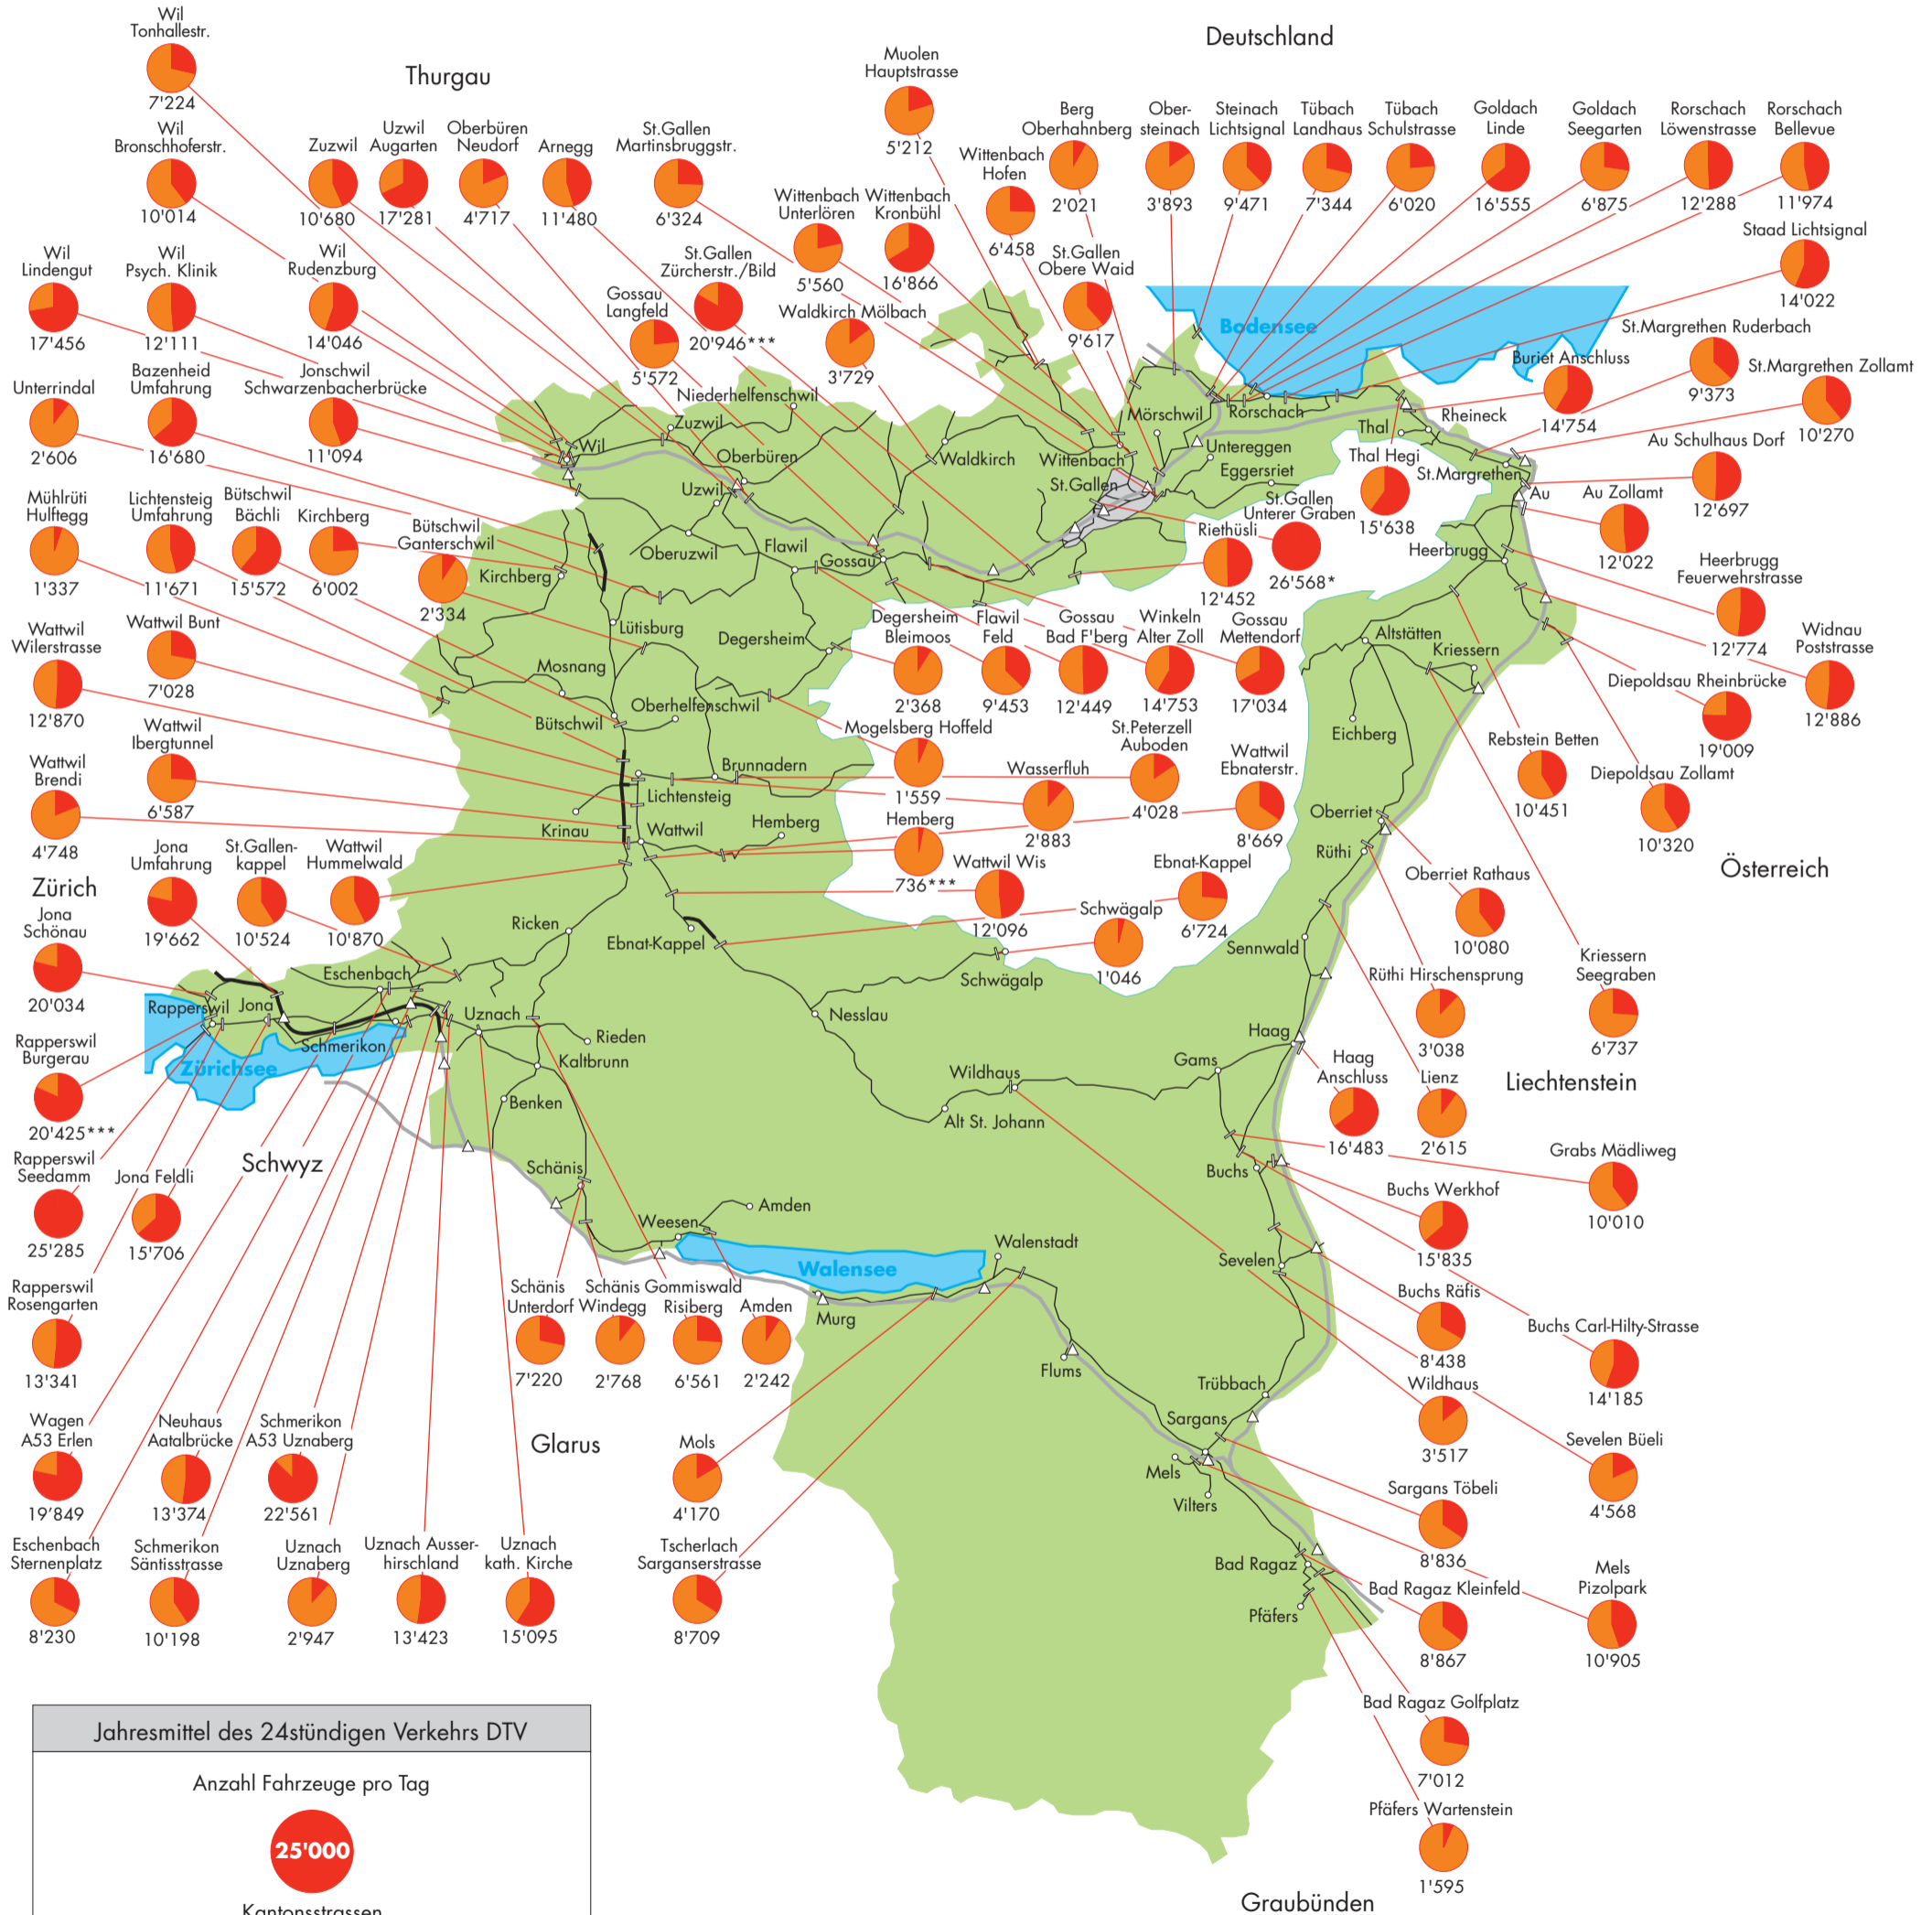 Wil
Tonhallestr.
7'224
Wil
Bronschhoferstr.
10'014
Zuzwil
10'680
Uzwil
Augarten
17'281
Oberbüren
Neudorf
4'717
Arnegg
11'480
St.Gallen
Martinsbruggstr.
6'324
Thurgau
Deutschland
Muolen
Hauptstrasse
5'212
Wittenbach
Unterlören
5'560
Wittenbach
Kronbühl
16'866
Wittenbach
Hofen
6'458
Berg
Oberhahnberg
2'021
Ober-
steinach
3'893
Steinach
Lichtsignal
9'471
Tübach
Landhaus
7'344
Tübach
Schulstrasse
6'020
Goldach
Linde
16'555
Goldach
Seegarten
6'875
Rorschach
Löwenstrasse
12'288
Rorschach
Bellevue
11'974
Staad Lichtsignal
14'022
Wil
Lindengut
17'456
Wil
Psych. Klinik
12'111
Wil
Rudenzburg
14'046
Gossau
Langfeld
5'572
St.Gallen
Zürcherstr./Bild
20'946***
Waldkirch Mölbach
3'729
St.Gallen
Obere Waid
9'617
Bodensee
St.Margrethen Ruderbach
9'373
Buriet Anschluss
14'754
St.Margrethen Zollamt
10'270
Unterrindal
2'606
Bazenheid
Umfahrung
16'680
Jonschwil
Schwarzenbacherbrücke
11'094
Niederhelfenschwil
Zuzwil
Wil
Oberbüren
Uzwil
Waldkirch
Mörschwil
Rorschach
Untereggen
Eggersriet
Wittenbach
St.Gallen
Thal
Rheineck
Thal Hegi
15'638
St.Margrethen
Au Schulhaus Dorf
12'697
Au
Au Zollamt
12'022
St.Gallen
Unterer Graben
26'568*
Riethüsli
12'452
Mühlrüti
Hulftegg
1'337
Lichtensteig
Umfahrung
11'671
Bütschwil
Bächli
15'572
Kirchberg
6'002
Bütschwil
Ganterschwil
2'334
Kirchberg
Oberuzwil
Flawil
Gossau
Heerbrugg
Heerbrugg
Feuerwehrstrasse
12'774
Widnau
Poststrasse
12'886
Wattwil
Wilerstrasse
12'870
Wattwil Bunt
7'028
Lütisburg
Degersheim
Mosnang
Oberhelfenschwil
Bütschwil
Degersheim
Bleimoos
2'368
Flawil
Feld
9'453
Gossau
Bad F'berg
12'449
Winkeln
Alter Zoll
14'753
Gossau
Mettendorf
17'034
Altstätten
Kriessern
Eichberg
Diepoldsau Rheinbrücke
19'009
Rebstein Betten
10'451
Diepoldsau Zollamt
10'320
Wattwil
Ibergtunnel
6'587
Wattwil
Brendi
4'748
Mogelsberg Hoffeld
1'559
Wasserfluh
2'883
St.Peterzell
Auboden
4'028
Wattwil
Ebnaterstr.
8'669
Brunnadern
Lichtensteig
Krinau
Wattwil
Hemberg
Hemberg
736***
Oberriet
Rüthi
Oberriet Rathaus
10'080
Österreich
Zürich
Jona
Umfahrung
19'662
St.Gallen-
kappel
10'524
Wattwil
Hummelwald
10'870
Wattwil Wis
12'096
Ebnat-Kappel
6'724
Schwägalp
1'046
Jona
Schönau
20'034
Ricken
Ebnat-Kappel
Schwägalp
Sennwald
Rüthi Hirschensprung
3'038
Kriessern
Seegraben
6'737
Eschenbach
Rapperswil
Jona
Schmerikon
Uznach
Rieden
Kaltbrunn
Benken
Nesslau
Wildhaus
Alt St. Johann
Haag
Gams
Haag
Anschluss
16'483
Lienz
2'615
Liechtenstein
Rapperswil
Burgerau
20'425***
Zürichsee
Rapperswil
Seedamm
25'285
Jona Feldli
15'706
Schwyz
Schänis
Buchs
Grabs Mädliweg
10'010
Buchs Werkhof
15'835
Weesen
Amden
Walensee
Walenstadt
Sevelen
Rapperswil
Rosengarten
13'341
Schänis
Unterdorf
7'220
Schänis
Windegg
2'768
Gommiswald
Risiberg
6'561
Amden
2'242
Murg
Flums
Buchs Räfis
8'438
Buchs Carl-Hilty-Strasse
14'185
Trübbach
Sargans
Wildhaus
3'517
Sevelen Büeli
4'568
Wagen
A53 Erlen
19'849
Neuhaus
Aatalbrücke
13'374
Schmerikon
A53 Uznaberg
22'561
Glarus
Mols
4'170
Mels
Vilters
Sargans Töbeli
8'836
Mels
Pizolpark
10'905
Eschenbach
Sternenplatz
8'230
Schmerikon
Säntisstrasse
10'198
Uznach
Uznaberg
2'947
Uznach Ausser-
hirschland
13'423
Uznach
kath. Kirche
15'095
Tscherlach
Sarganserstrasse
8'709
Bad Ragaz
Pfäfers
Bad Ragaz Kleinfeld
8'867
Bad Ragaz Golfplatz
7'012
Pfäfers Wartenstein
1'595
Graubünden
Jahresmittel des 24stündigen Verkehrs DTV
Anzahl Fahrzeuge pro Tag
25'000
Kantonsstrassen